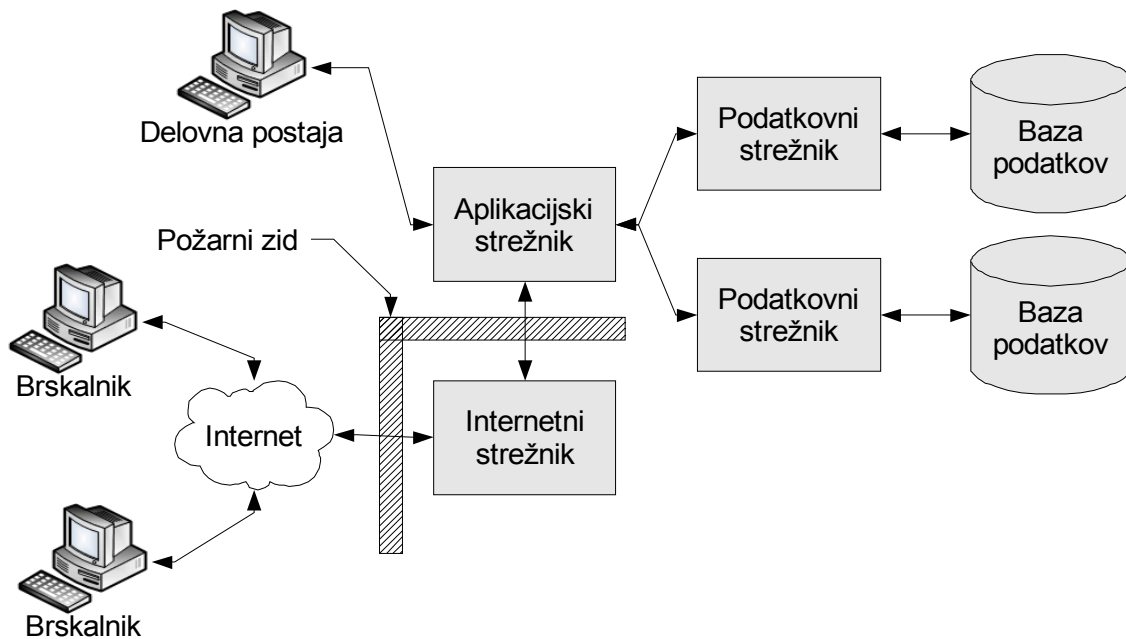 Delovna postaja
Podatkovni
strežnik
Baza
podatkov
Aplikacijski
strežnik
Požarni zid
Podatkovni
strežnik
Baza
podatkov
Brskalnik
Internet
Internetni
strežnik
Brskalnik